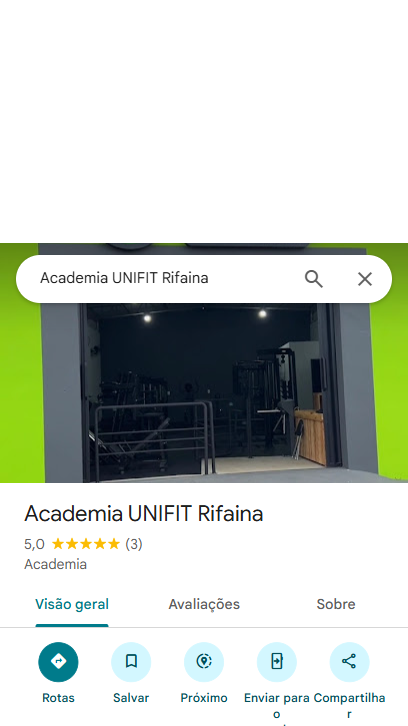 Academia UNIFIT Rifaina
Academia UNIFIT Rifaina
5,0 (3)
Academia
Visão geral Avaliações Sobre
Rotas Salvar Próximo Enviar para Compartilha
o r